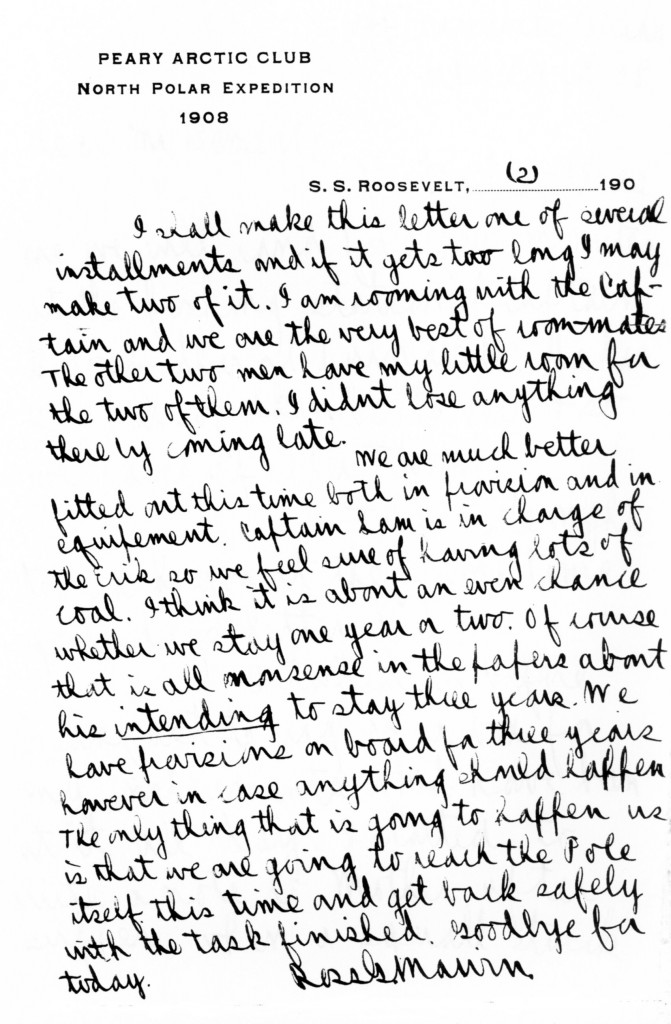 PEARY ARCTIC CLUB
NORTH POLAR EXPEDITION
1908
S. S. ROOSEVELT, (2) 190
I shall make this letter one of several
installments and if it gets too long I may
make two of it. I am rooming with the Cap-
tain and we are the very best of roommates
The other two men have my little room for
the two of them. I didnt lose anything
there by coming late.
We are much better
fitted out this time both in provision and in
equipement. Captain Sam is in charge of
the Erik so we feel sure of having lots of
coal. I think it is about an even chance
whether we stay one year or two. Of course
that is all nonsense in the papers about
his intending to stay three years. We
have provisions on board for three years
however in case anything should happen
The only thing that is going to happen us
is that we are going to reach the Pole
itself this time and get back safely
with the task finished. Goodbye for
today. Ross G. Marvin.